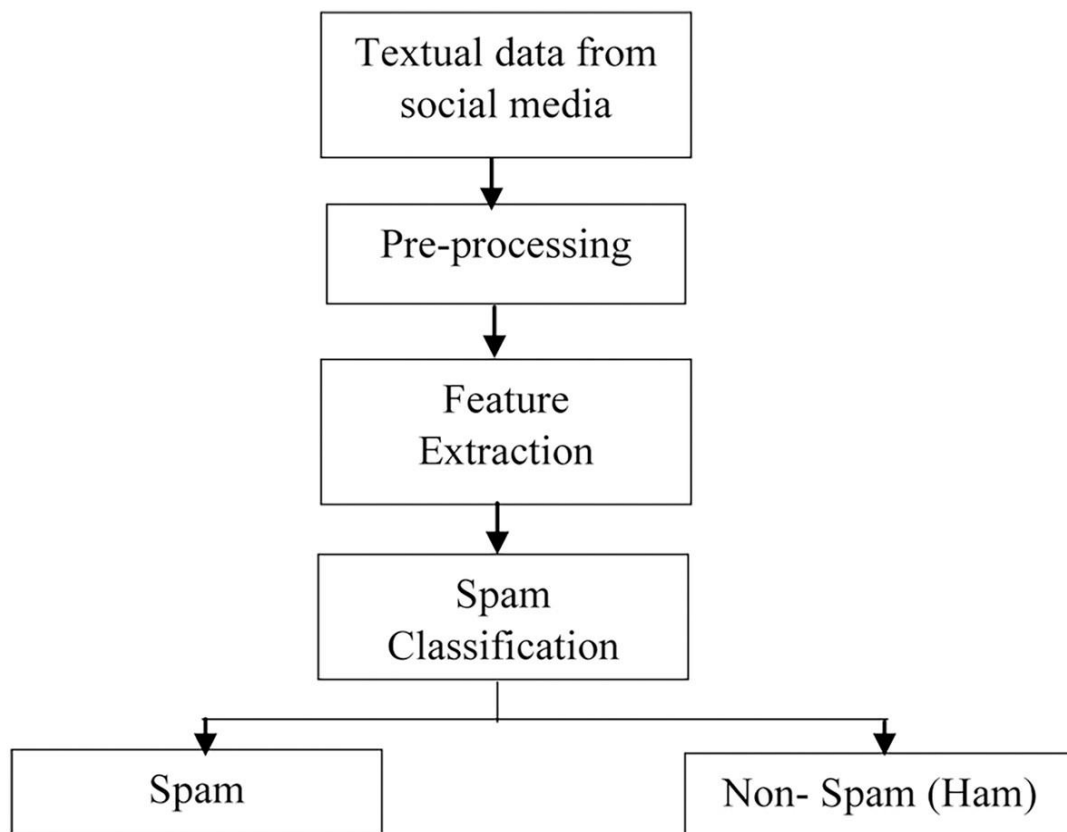 Textual data from
social media
Pre-processing
Feature
Extraction
Spam
Classification
Spam
Non- Spam (Ham)